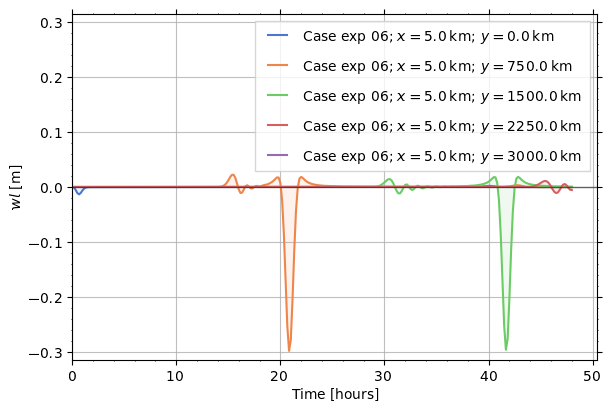 0.3
0.2
0.1
0.0
−0.1
−0.2
−0.3
wl [m]
Case exp 06; x = 5.0 km; y = 0.0 km
Case exp 06; x = 5.0 km; y = 750.0 km
Case exp 06; x = 5.0 km; y = 1500.0 km
Case exp 06; x = 5.0 km; y = 2250.0 km
Case exp 06; x = 5.0 km; y = 3000.0 km
0 10 20 30 40 50
Time [hours]